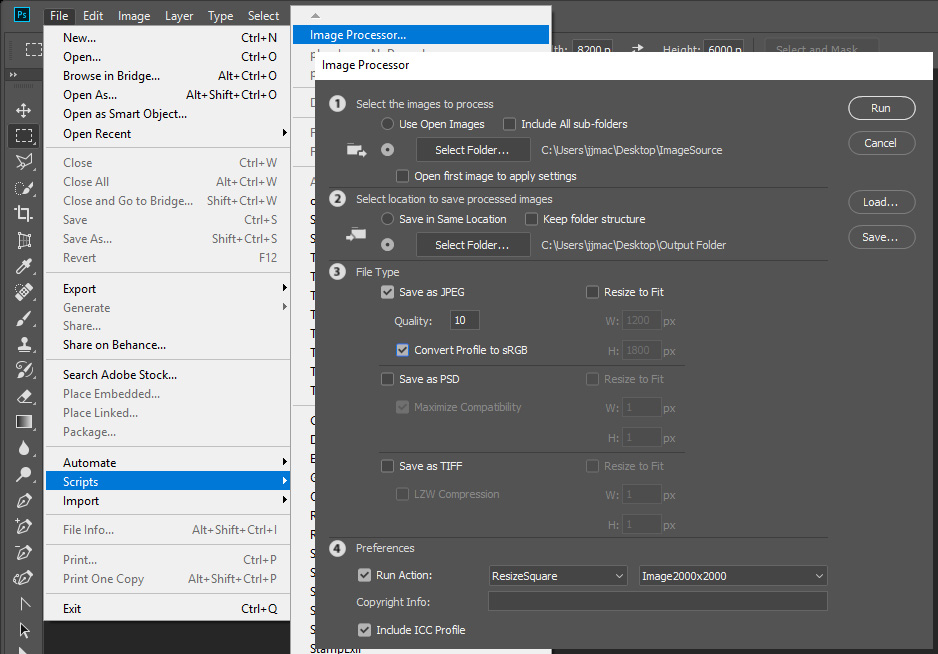 Ps File Edit Image Layer Type Select
New... Ctrl+N
Open... Ctrl+O
Browse in Bridge... Alt+Ctrl+O
Open As... Alt+Shift+Ctrl+O
Open as Smart Object...
Open Recent
Close Ctrl+W
Close All Alt+Ctrl+W
Close and Go to Bridge... Shift+Ctrl+W
Save Ctrl+S
Save As... Shift+Ctrl+S
Revert F12
Export
Generate
Share...
Share on Behance...
Search Adobe Stock...
Place Embedded...
Place Linked...
Package...
Automate
Scripts
Import
File Info... Alt+Shift+Ctrl+I
Print... Ctrl+P
Print One Copy Alt+Shift+Ctrl+P
Exit Ctrl+Q
Image Processor...
8200 p Height: 6000 p Select and Mask...
Image Processor
1 Select the images to process
Use Open Images Include All sub-folders
Select Folder... C:\Users\jjmac\Desktop\ImageSource
Open first image to apply settings
2 Select location to save processed images
Save in Same Location Keep folder structure
Select Folder... C:\Users\jjmac\Desktop\Output Folder
3 File Type
Save as JPEG Resize to Fit
Quality: 10 W: 1200 px
Convert Profile to sRGB H: 1800 px
Save as PSD Resize to Fit
Maximize Compatibility W: 1 px
H: 1 px
Save as TIFF Resize to Fit
LZW Compression W: 1 px
H: 1 px
4 Preferences
Run Action: ResizeSquare Image2000x2000
Copyright Info:
Include ICC Profile
Run
Cancel
Load...
Save...